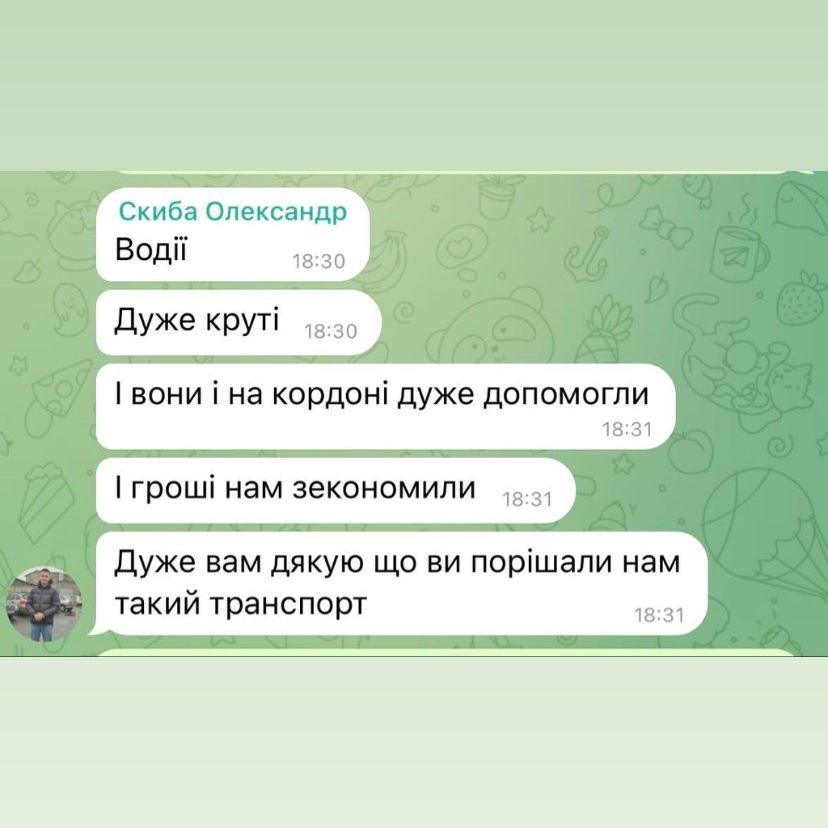 Скиба Олександр
Водії
18:30
Дуже круті
18:30
І вони і на кордоні дуже допомогли
18:31
І гроші нам зекономили
18:31
Дуже вам дякую що ви порішали нам
такий транспорт
18:31